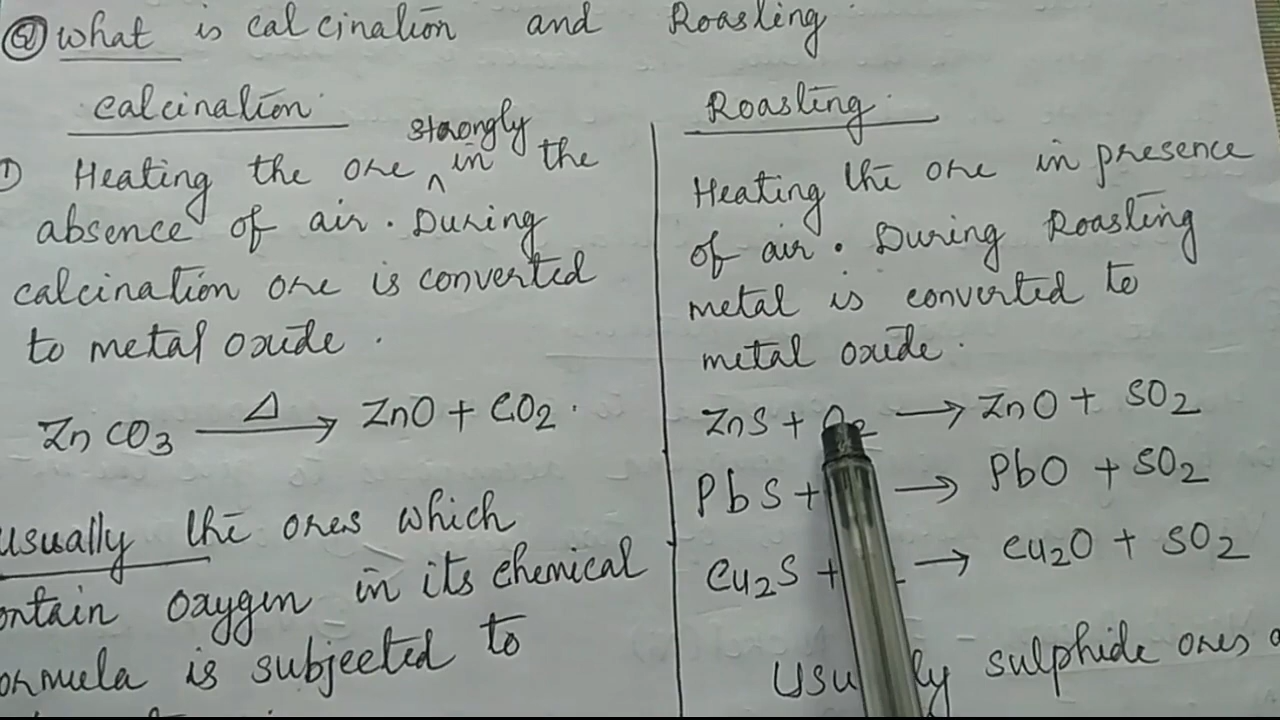 Q) What is calcination and Roasting
calcination
① Heating the ore strongly in the
absence of air. During
calcination ore is converted
to metal oxide.
ZnCO3 —Δ→ ZnO + CO2.
usually the ores which
ontain oxygen in its chemical
ormula is subjected to
Roasting
Heating the ore in presence
of air. During Roasting
metal is converted to
metal oxide.
ZnS + O2 → ZnO + SO2
PbS + → PbO + SO2
Cu2S + → Cu2O + SO2
sulphide ores